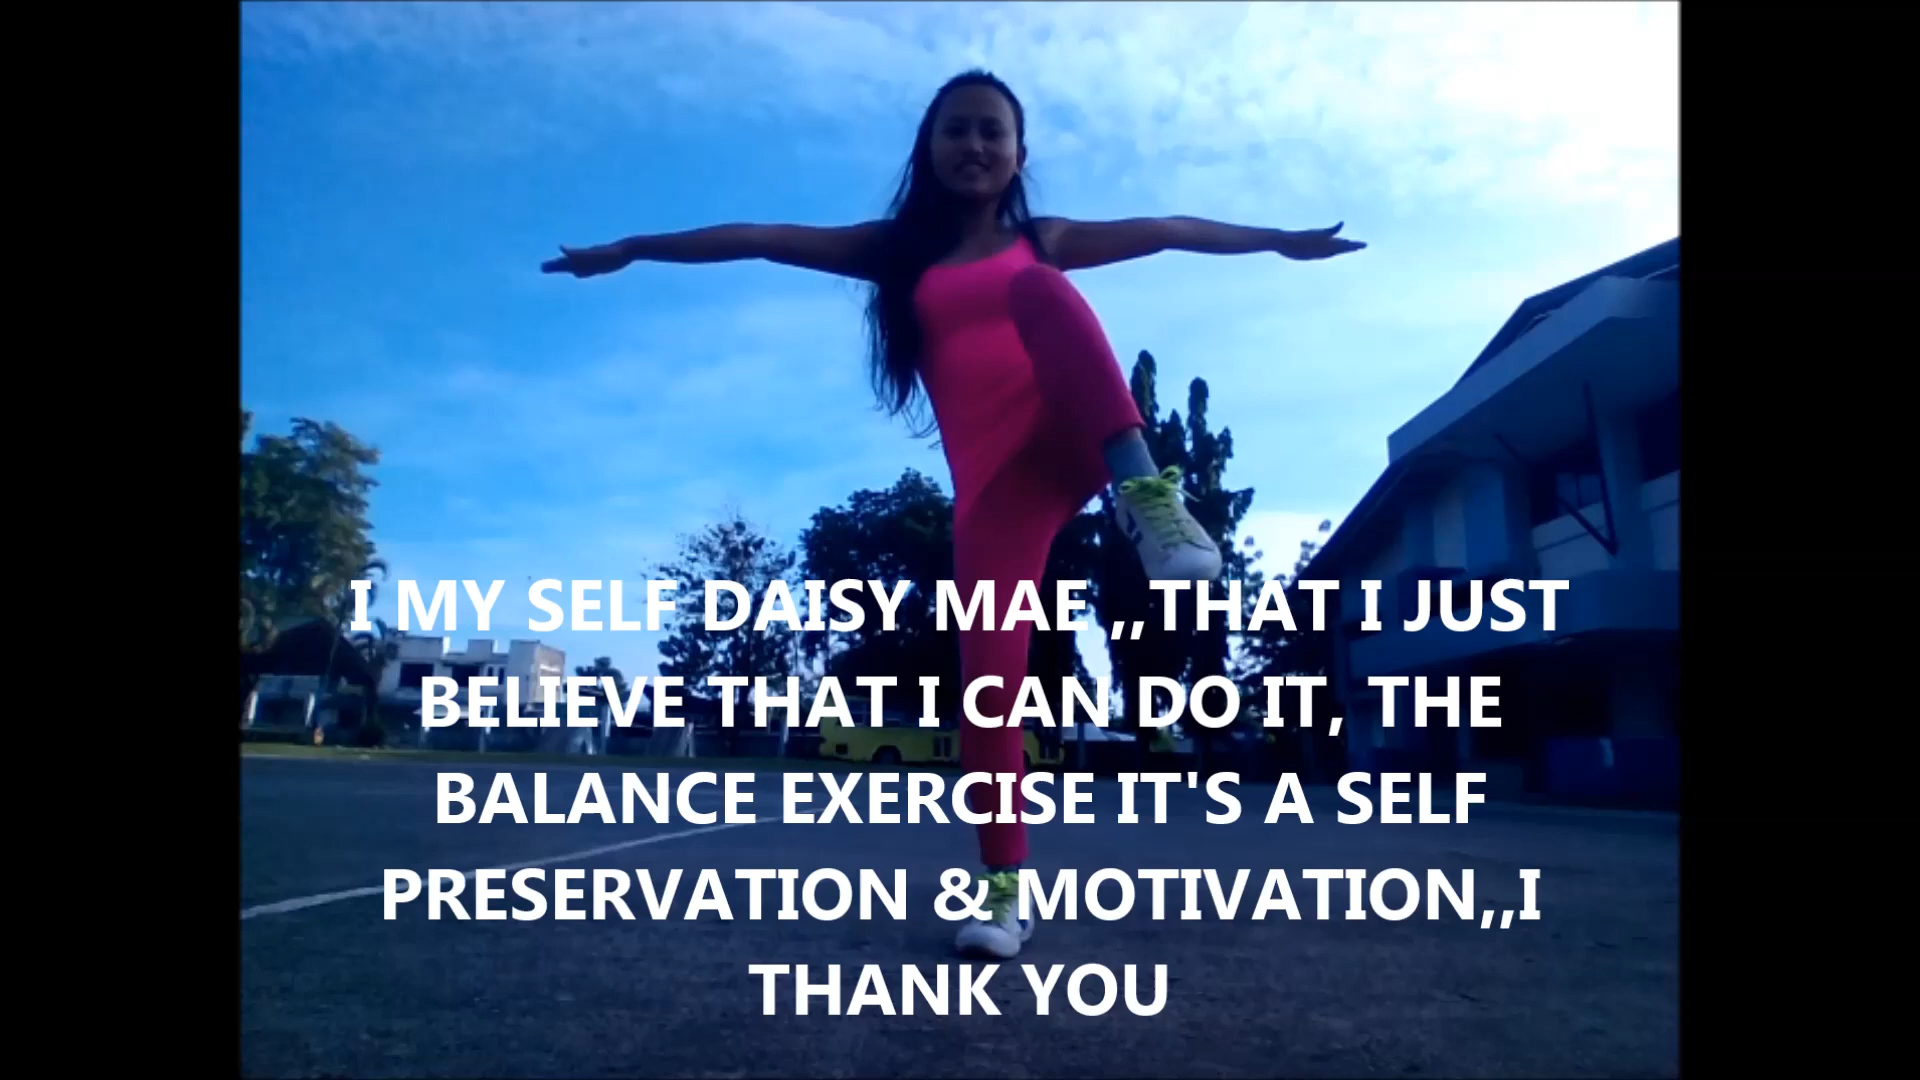 I MY SELF DAISY MAE ,,THAT I JUST
BELIEVE THAT I CAN DO IT, THE
BALANCE EXERCISE IT'S A SELF
PRESERVATION & MOTIVATION,,I
THANK YOU